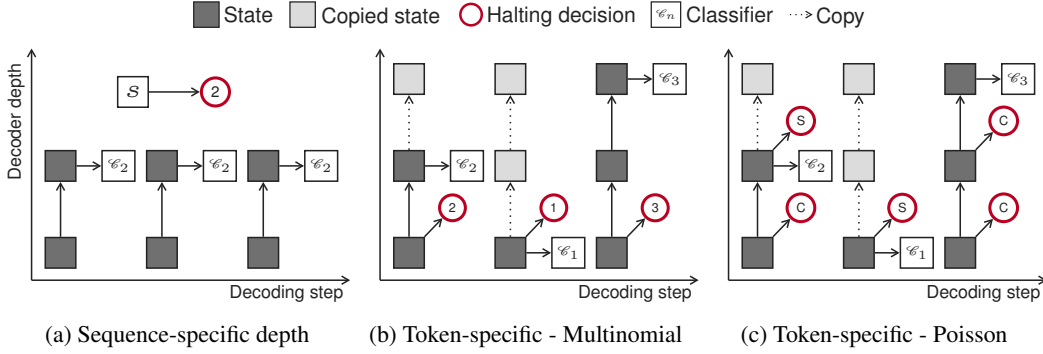 State Copied state Halting decision 𝒞n Classifier Copy
Decoder depth
S 2
𝒞2 𝒞2 𝒞2
Decoding step
(a) Sequence-specific depth
𝒞3
𝒞2
2 1 3
𝒞1
Decoding step
(b) Token-specific - Multinomial
𝒞3
S C
𝒞2
C S C
𝒞1
Decoding step
(c) Token-specific - Poisson